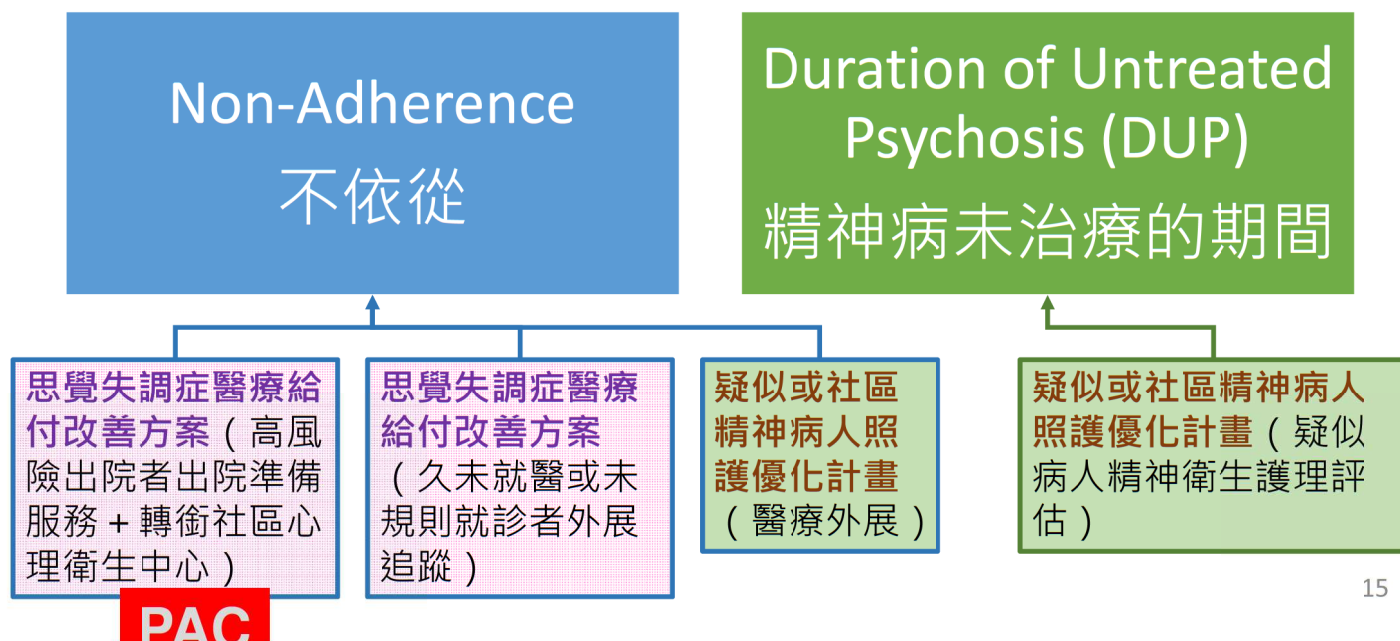 Non-Adherence
不依從
Duration of Untreated
Psychosis (DUP)
精神病未治療的期間
思覺失調症醫療給
付改善方案（高風
險出院者出院準備
服務+轉銜社區心
理衛生中心）
思覺失調症醫療
給付改善方案
（久未就醫或未
規則就診者外展
追蹤）
疑似或社區
精神病人照
護優化計畫
（醫療外展）
疑似或社區精神病人
照護優化計畫（疑似
病人精神衛生護理評
估）
PAC
15